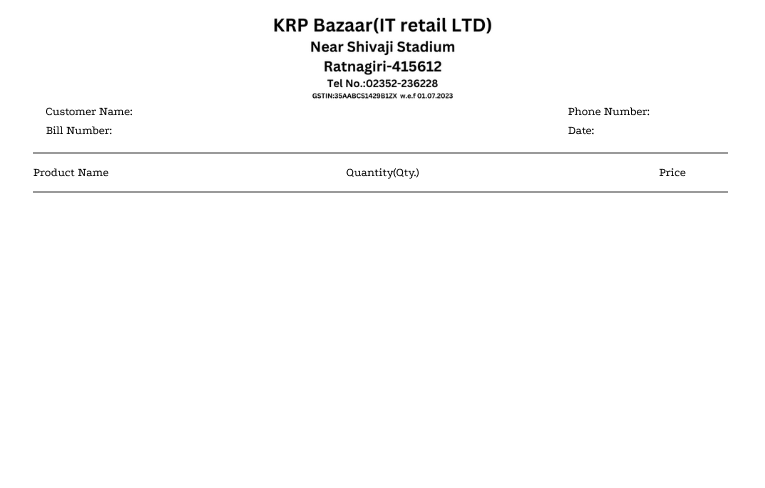 KRP Bazaar(IT retail LTD)
Near Shivaji Stadium
Ratnagiri-415612
Tel No.:02352-236228
GSTIN:35AABCS1429B1ZX w.e.f 01.07.2023
Customer Name: Phone Number:
Bill Number: Date:
Product Name Quantity(Qty.) Price